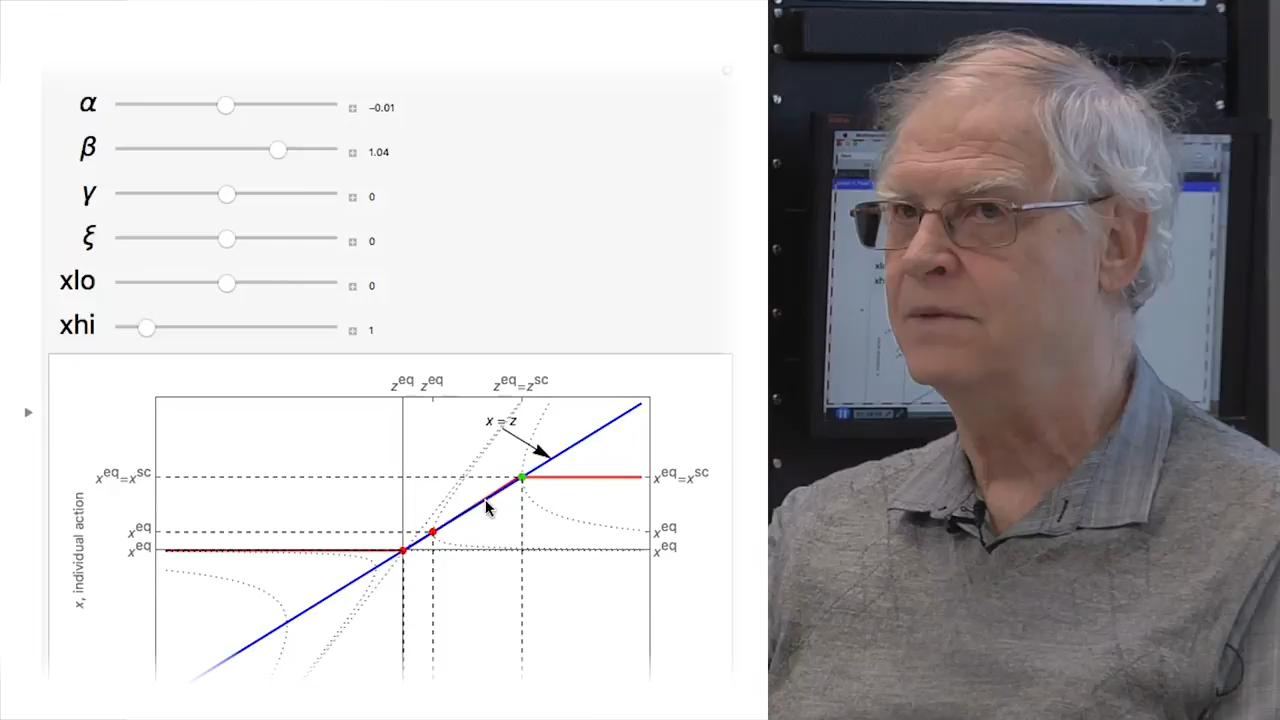 α −0.01
β 1.04
γ 0
ξ 0
xlo 0
xhi 1
z^eq z^eq z^eq=z^sc
x = z
x^eq=x^sc x^eq=x^sc
x^eq x^eq
x^eq x^eq
x, individual action